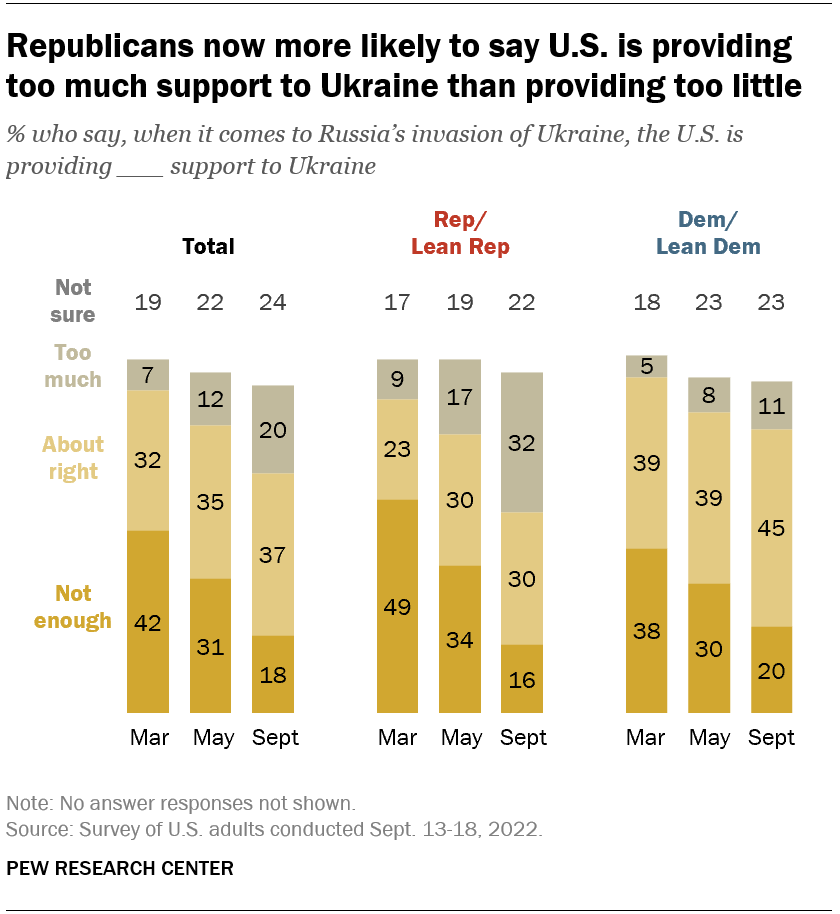 Republicans now more likely to say U.S. is providing
too much support to Ukraine than providing too little
% who say, when it comes to Russia’s invasion of Ukraine, the U.S. is
providing ___ support to Ukraine
Total
Rep/
Lean Rep
Dem/
Lean Dem
Not
sure
19 22 24 17 19 22 18 23 23
Too
much
7 12 20 9 17 32 5 8 11
About
right
32 35 37 23 30 30 39 39 45
Not
enough
42 31 18 49 34 16 38 30 20
Mar May Sept Mar May Sept Mar May Sept
Note: No answer responses not shown.
Source: Survey of U.S. adults conducted Sept. 13-18, 2022.
PEW RESEARCH CENTER